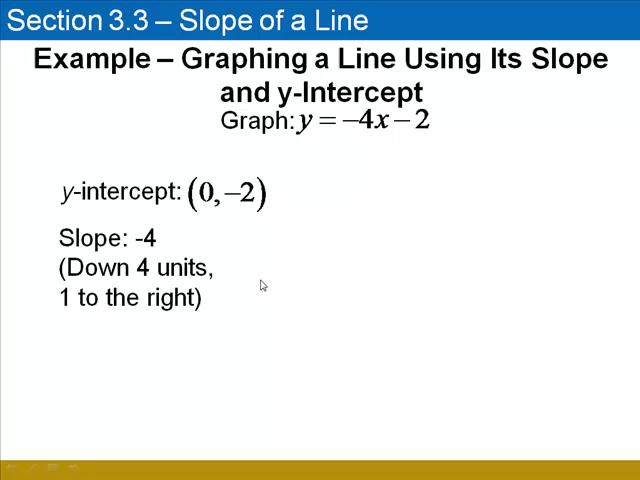 Section 3.3 – Slope of a Line
Example – Graphing a Line Using Its Slope
and y-Intercept
Graph: y = −4x − 2
y-intercept: (0, −2)
Slope: -4
(Down 4 units,
1 to the right)